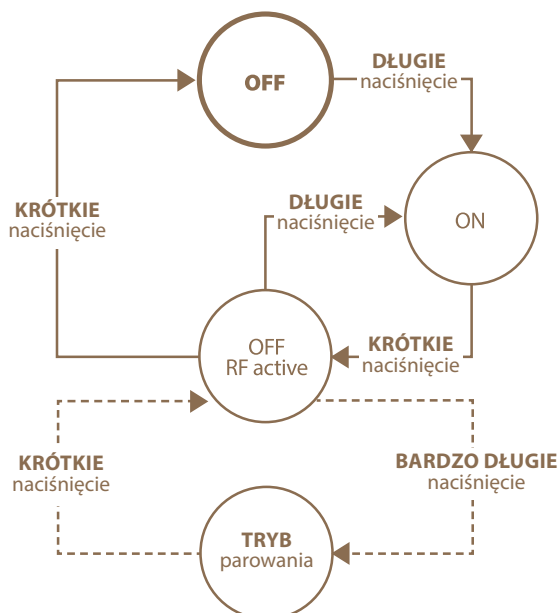 OFF
DŁUGIE
naciśnięcie
KRÓTKIE
naciśnięcie
DŁUGIE
naciśnięcie
ON
OFF
RF active
KRÓTKIE
naciśnięcie
KRÓTKIE
naciśnięcie
BARDZO DŁUGIE
naciśnięcie
TRYB
parowania